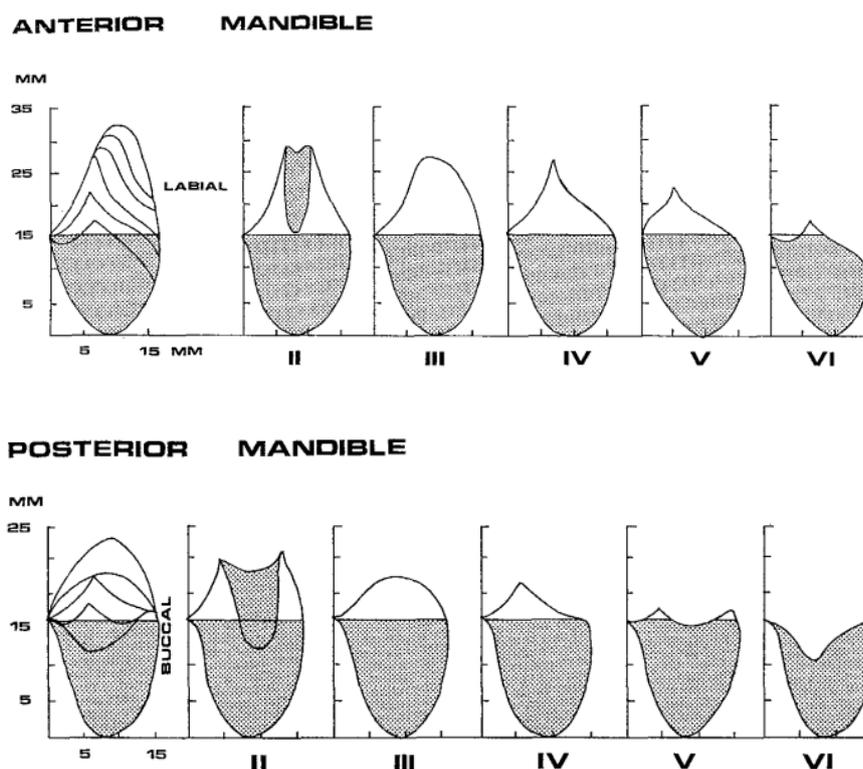 ANTERIOR MANDIBLE
MM
35
25
LABIAL
15
5
5 15 MM
II III IV V VI
POSTERIOR MANDIBLE
MM
25
15
BUCCAL
5
5 15
II III IV V VI